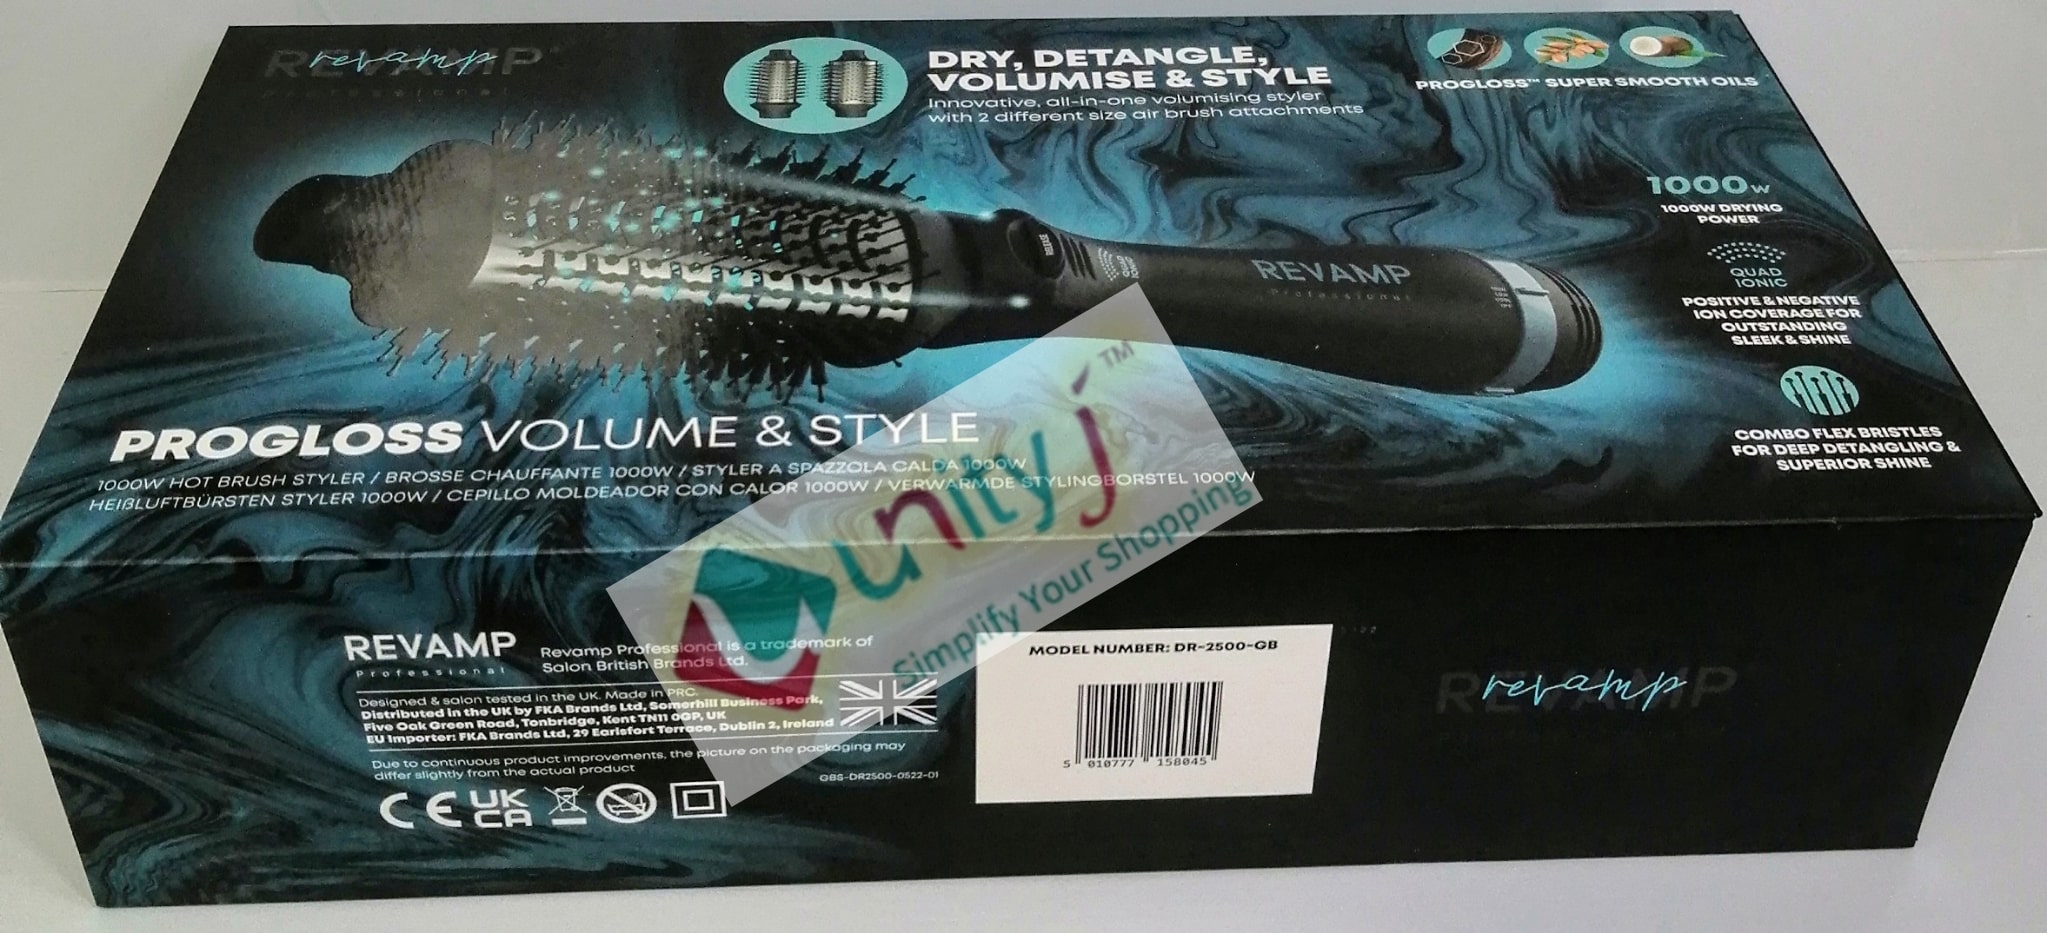 REVAMP
revamp
professional
DRY, DETANGLE,
VOLUMISE & STYLE
Innovative, all-in-one volumising styler
with 2 different size air brush attachments
PROGLOSS™ SUPER SMOOTH OILS
1000W
1000W DRYING
POWER
QUAD
IONIC
POSITIVE & NEGATIVE
ION COVERAGE FOR
OUTSTANDING
SLEEK & SHINE
COMBO FLEX BRISTLES
FOR DEEP DETANGLING &
SUPERIOR SHINE
RELEASE
QUAD
IONIC
REVAMP
Professional
PROGLOSS VOLUME & STYLE
1000W HOT BRUSH STYLER / BROSSE CHAUFFANTE 1000W / STYLER A SPAZZOLA CALDA 1000W
HEIßLUFTBÜRSTEN STYLER 1000W / CEPILLO MOLDEADOR CON CALOR 1000W / VERWARMDE STYLINGBORSTEL 1000W
unityj™
Simplify Your Shopping
REVAMP
Professional
Revamp Professional is a trademark of
Salon British Brands Ltd.
Designed & salon tested in the UK. Made in PRC.
Distributed in the UK by FKA Brands Ltd, Somerhill Business Park,
Five Oak Green Road, Tonbridge, Kent TN11 0GP, UK
EU Importer: FKA Brands Ltd, 29 Earlsfort Terrace, Dublin 2, Ireland
Due to continuous product improvements, the picture on the packaging may
differ slightly from the actual product
GBS-DR2500-0522-01
CE UK
CA
MODEL NUMBER: DR-2500-GB
5 010777 158045
REVAMP
revamp